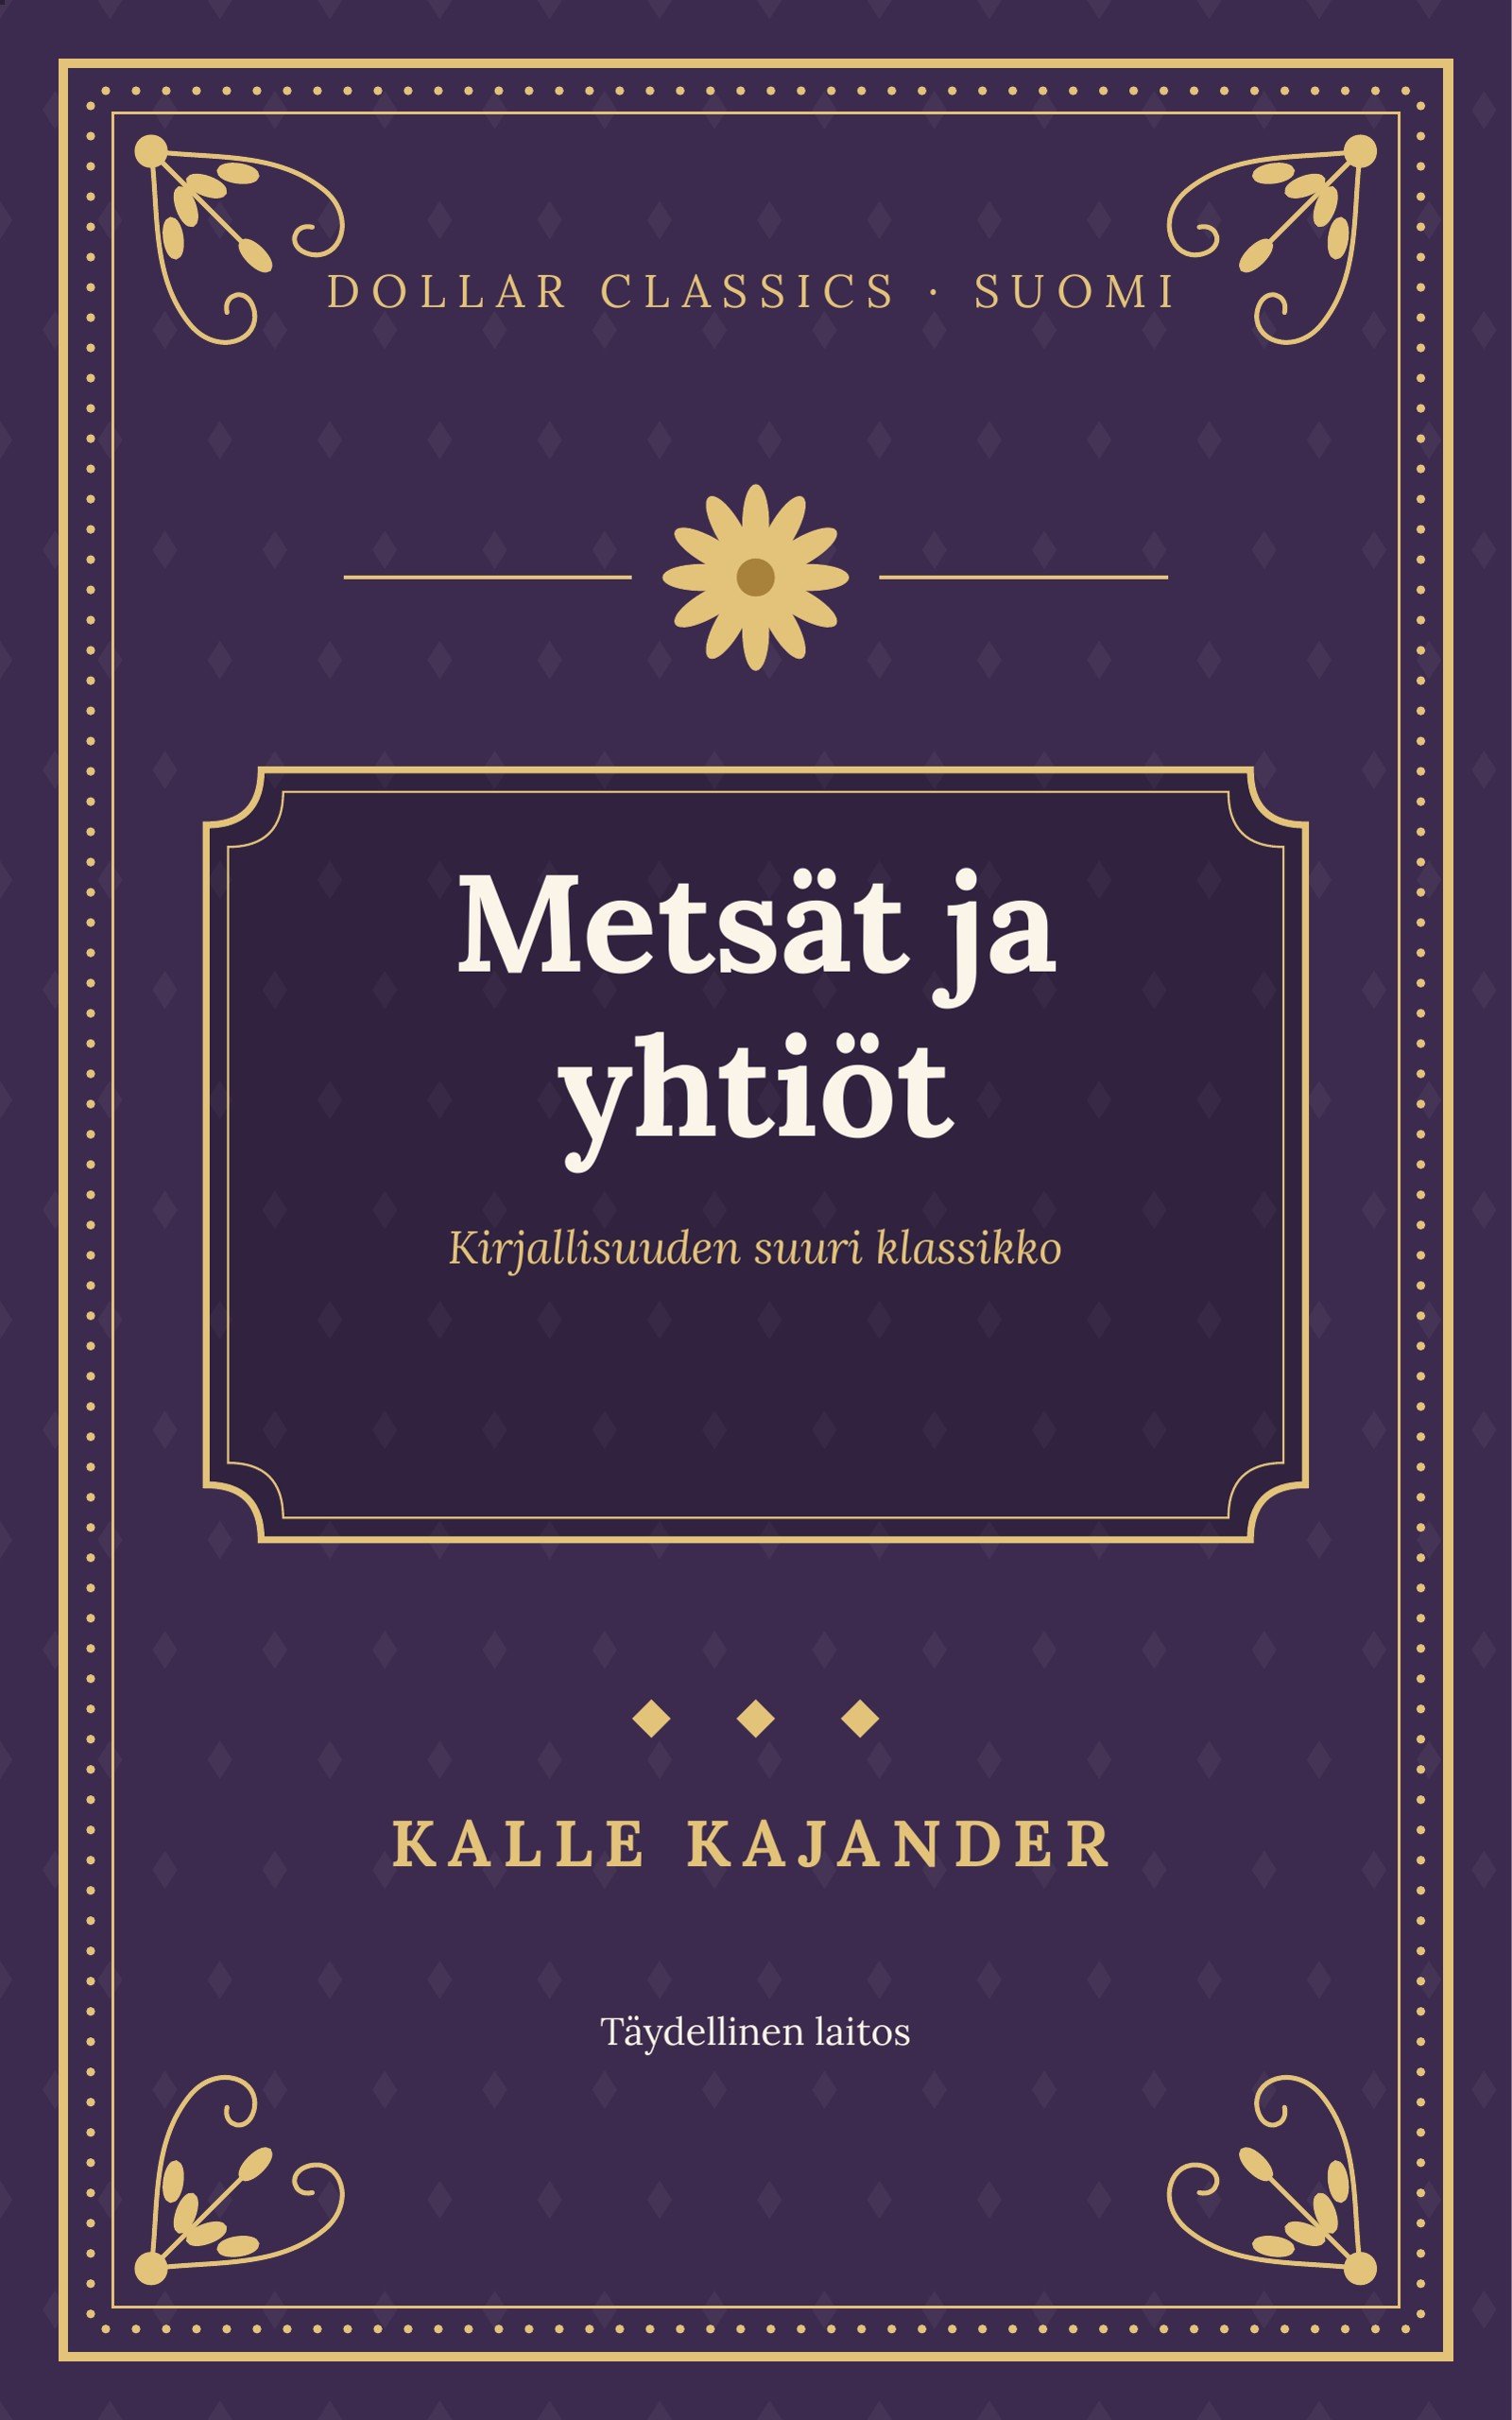 DOLLAR CLASSICS · SUOMI
Metsät ja
yhtiöt
Kirjallisuuden suuri klassikko
KALLE KAJANDER
Täydellinen laitos